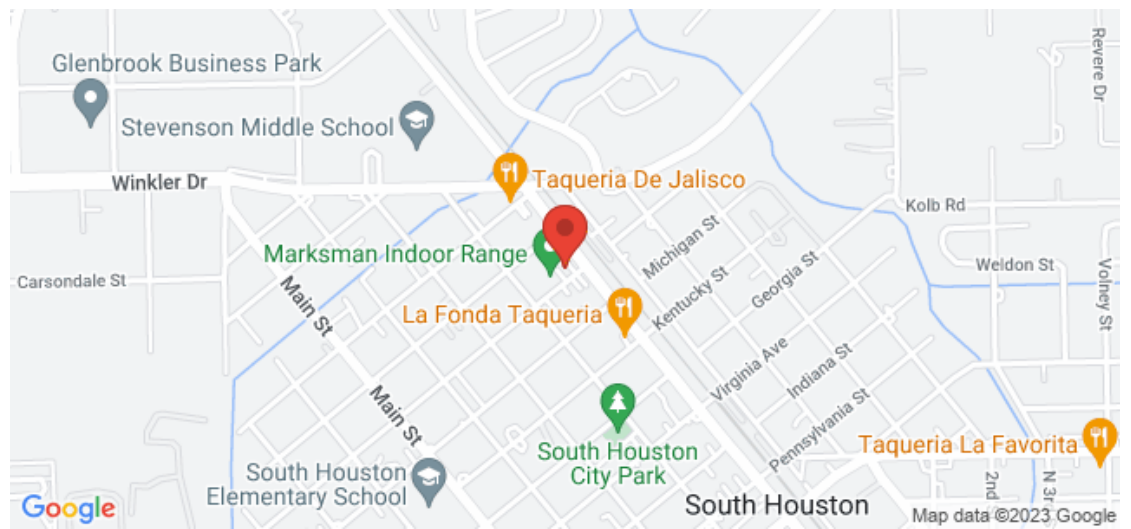 Glenbrook Business Park
Revere Dr
Stevenson Middle School
Winkler Dr
Taqueria De Jalisco
Kolb Rd
Michigan St
Marksman Indoor Range
Carsondale St
Georgia St
Weldon St
Volney St
Main St
La Fonda Taqueria
Kentucky St
Virginia Ave
Indiana St
Main St
Pennsylvania St
South Houston
City Park
Taqueria La Favorita
South Houston
Elementary School
2nd
N 3r
South Houston
Google
Map data ©2023 Google